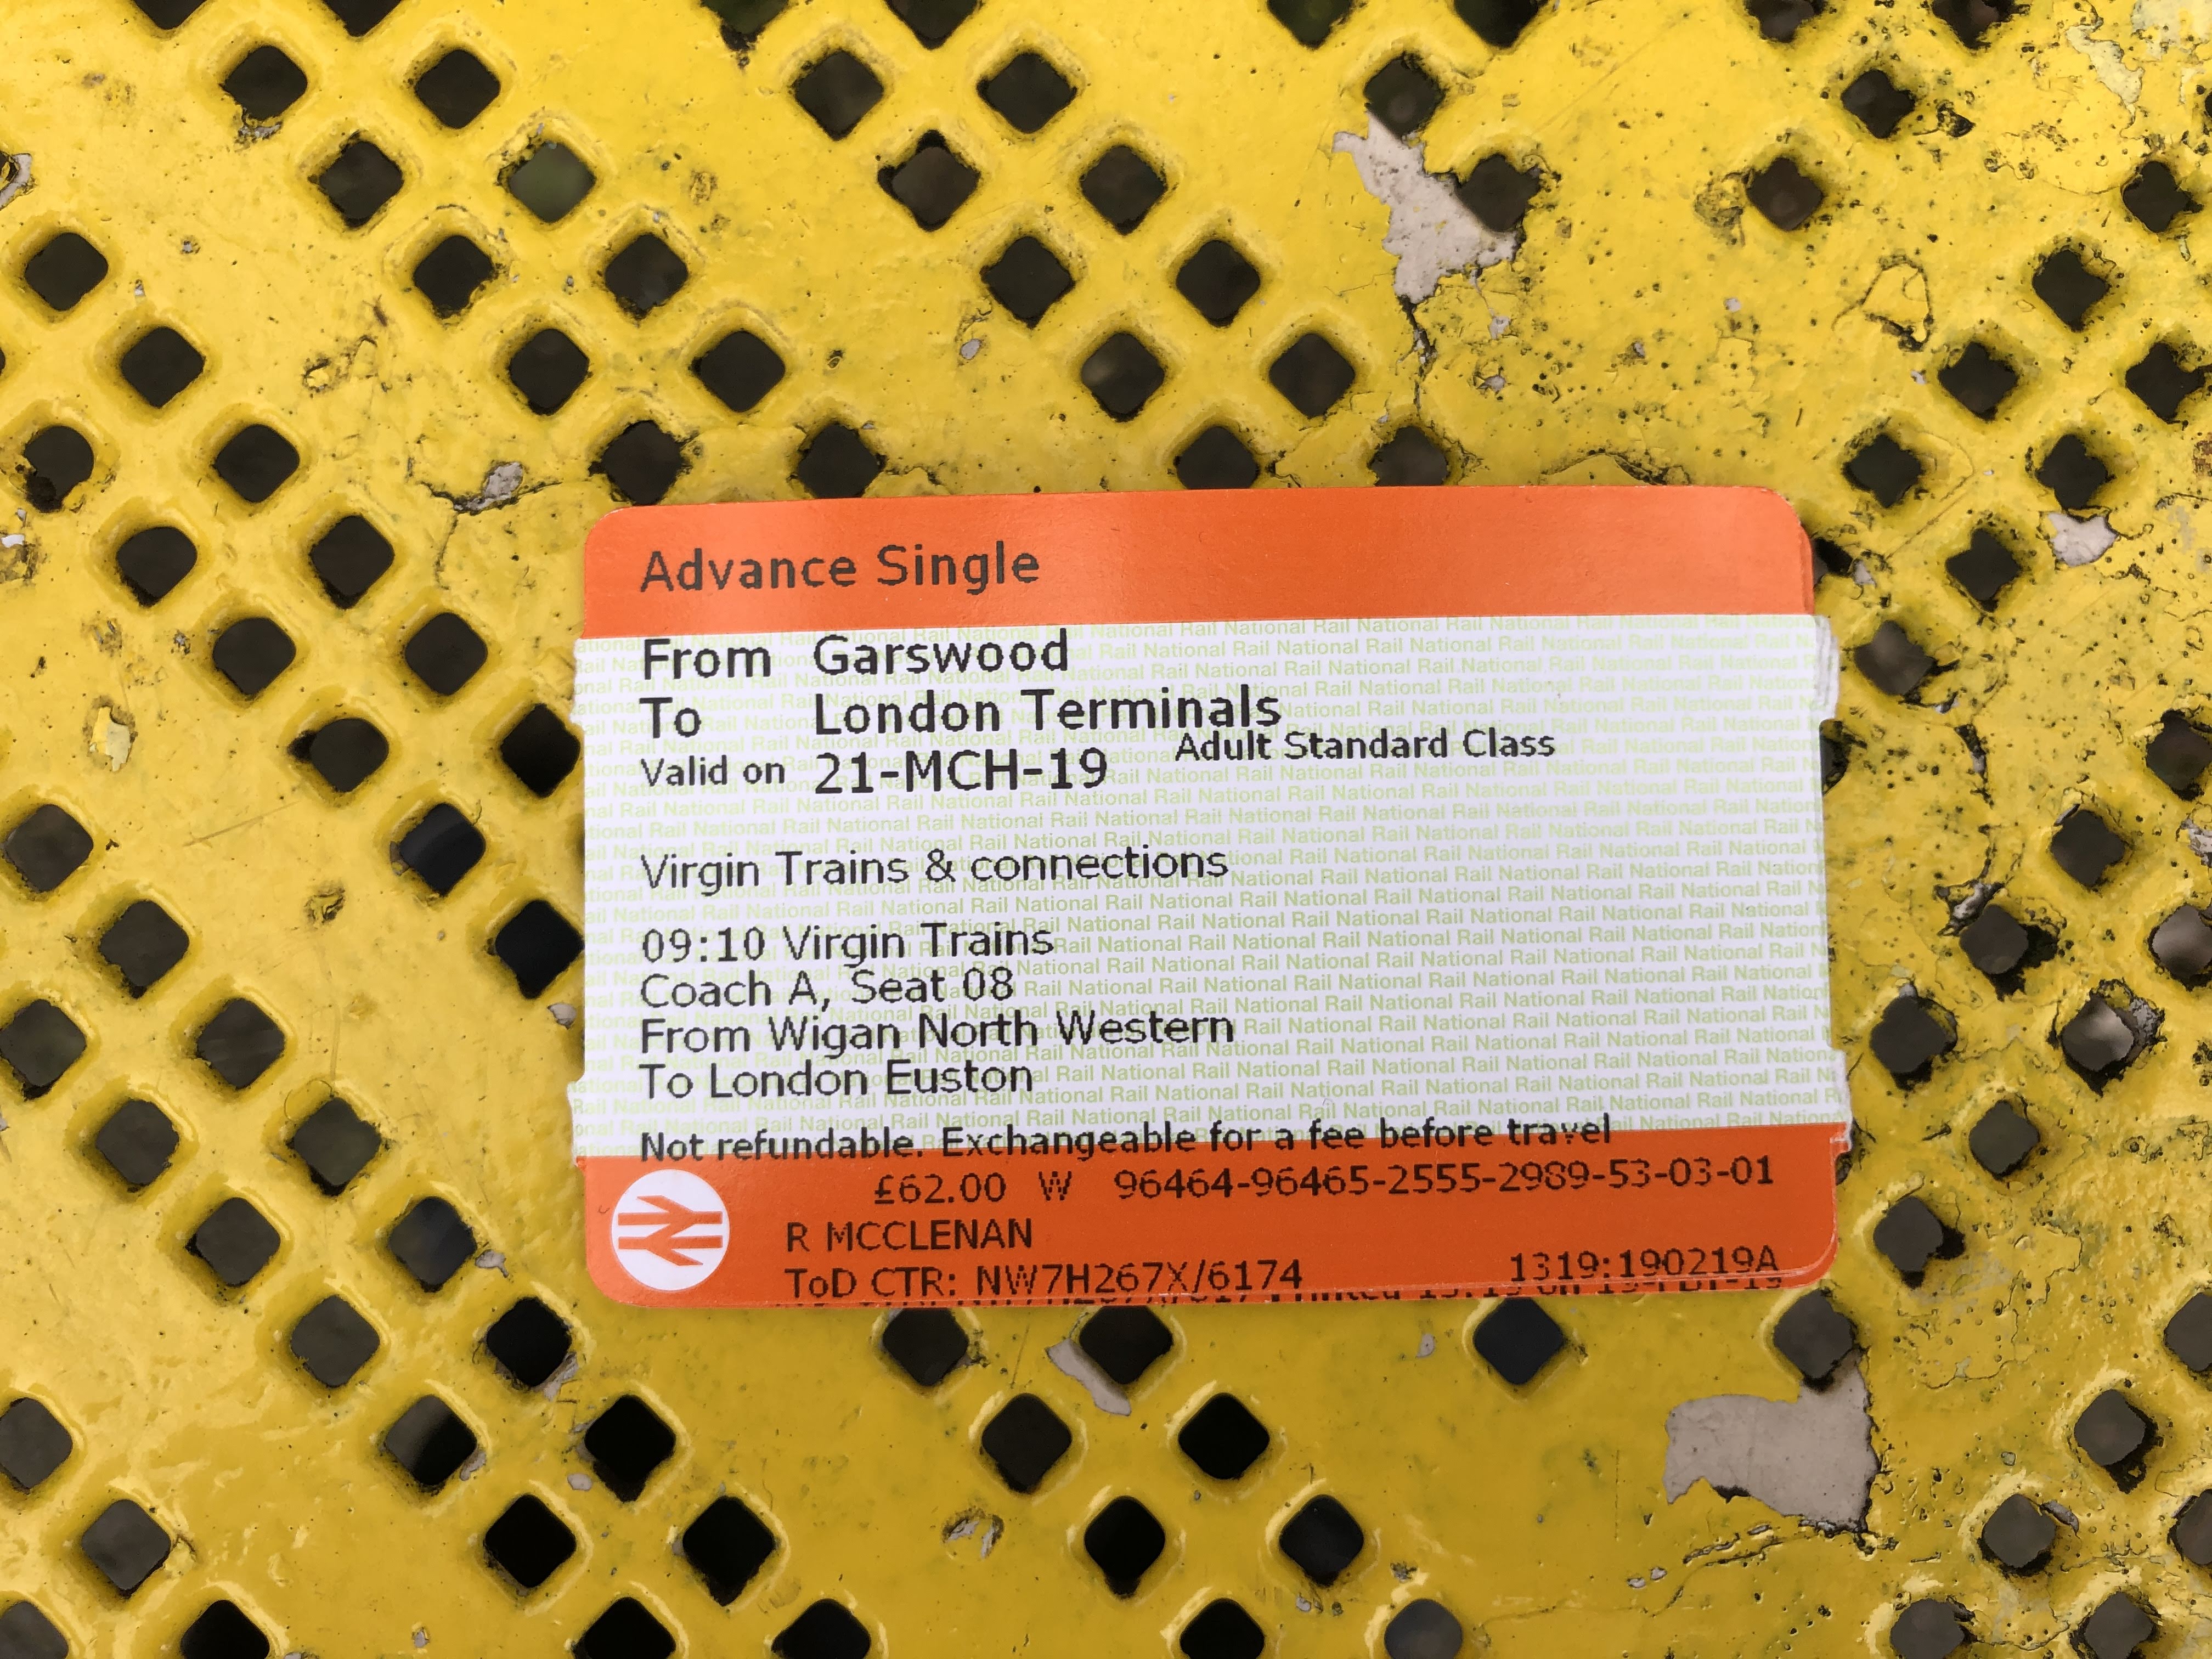 Advance Single
From Garswood
To London Terminals
Valid on 21-MCH-19 Adult Standard Class
Virgin Trains & connections
09:10 Virgin Trains
Coach A, Seat 08
From Wigan North Western
To London Euston
Not refundable. Exchangeable for a fee before travel
£62.00 W 96464-96465-2555-2989-53-03-01
R MCCLENAN
ToD CTR: NW7H267X/6174 1319:190219A